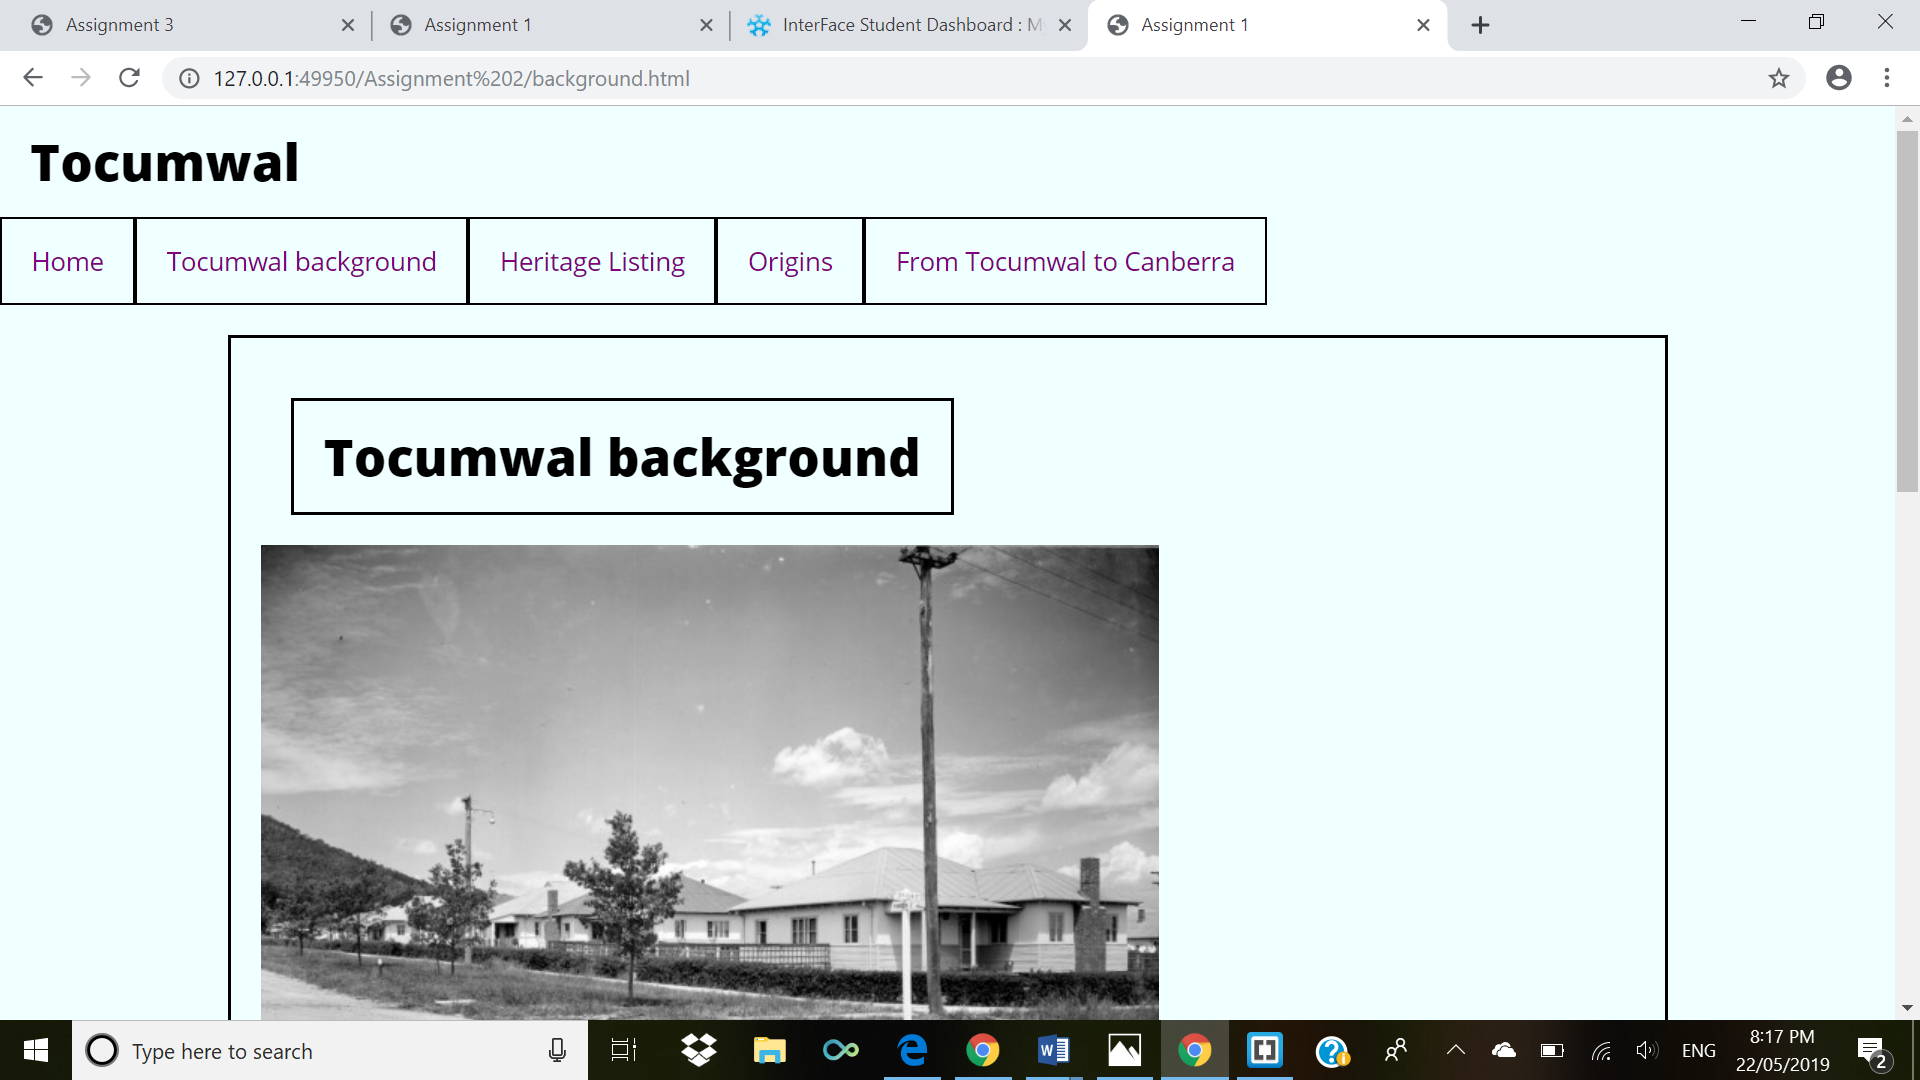 Assignment 3
Assignment 1
InterFace Student Dashboard : M
Assignment 1
127.0.0.1:49950/Assignment%202/background.html
Tocumwal
Home
Tocumwal background
Heritage Listing
Origins
From Tocumwal to Canberra
Tocumwal background
Type here to search
ENG
8:17 PM
22/05/2019
2